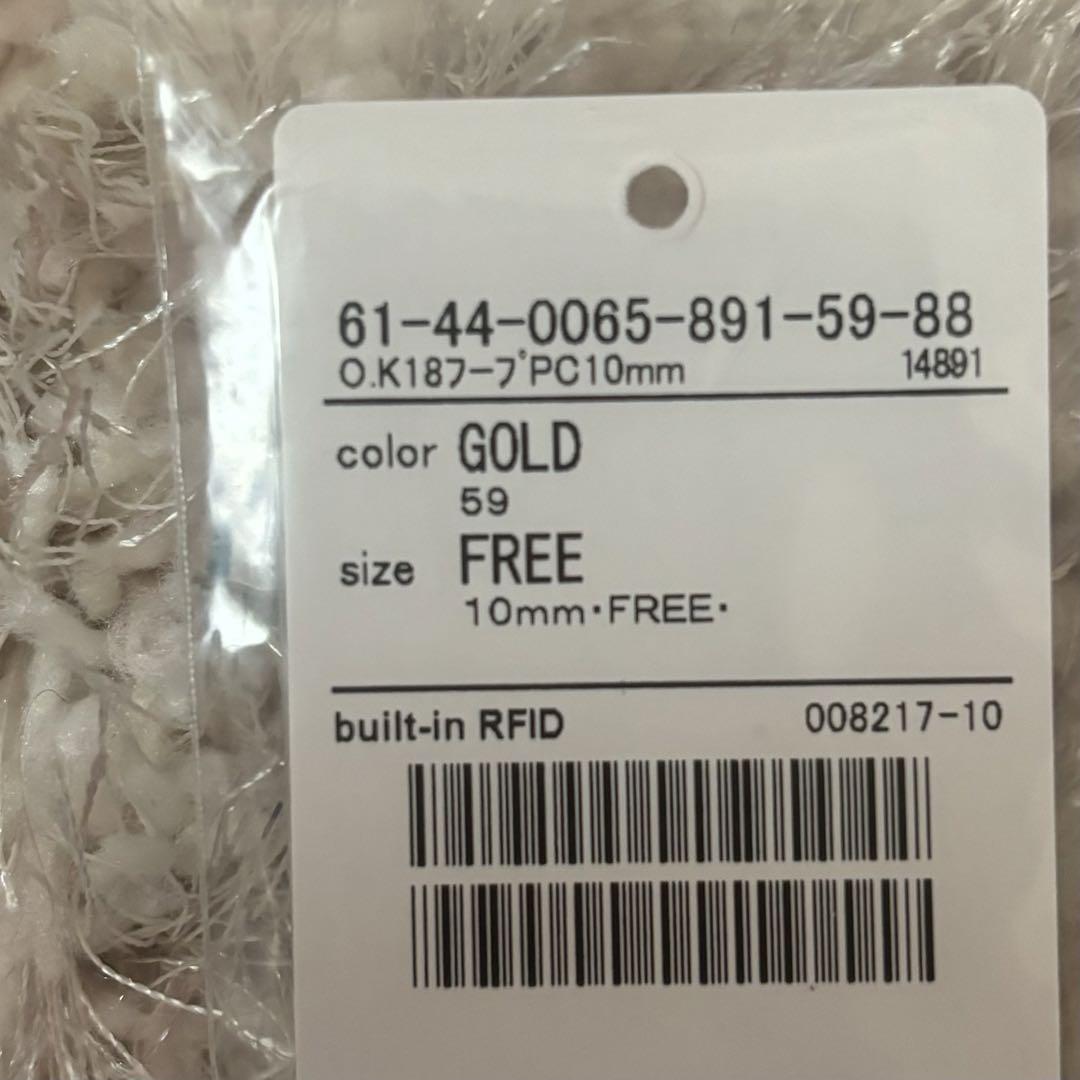 61-44-0065-891-59-88
O.K18フープPC10mm 14891
color GOLD
59
size FREE
10mm・FREE・
built-in RFID 008217-10